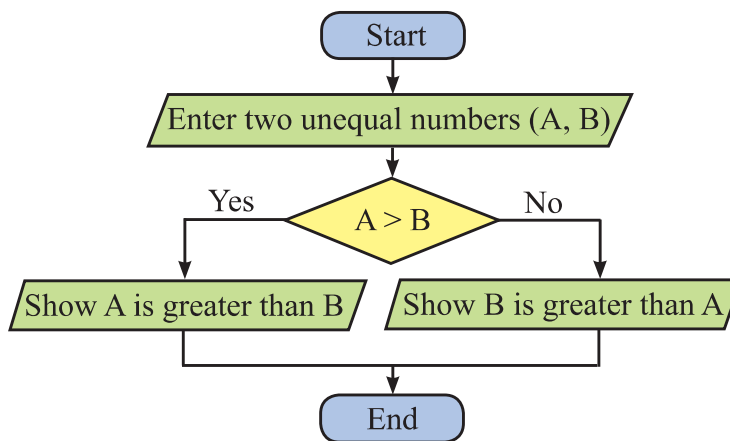 Start
Enter two unequal numbers (A, B)
Yes
A > B
No
Show A is greater than B
Show B is greater than A
End